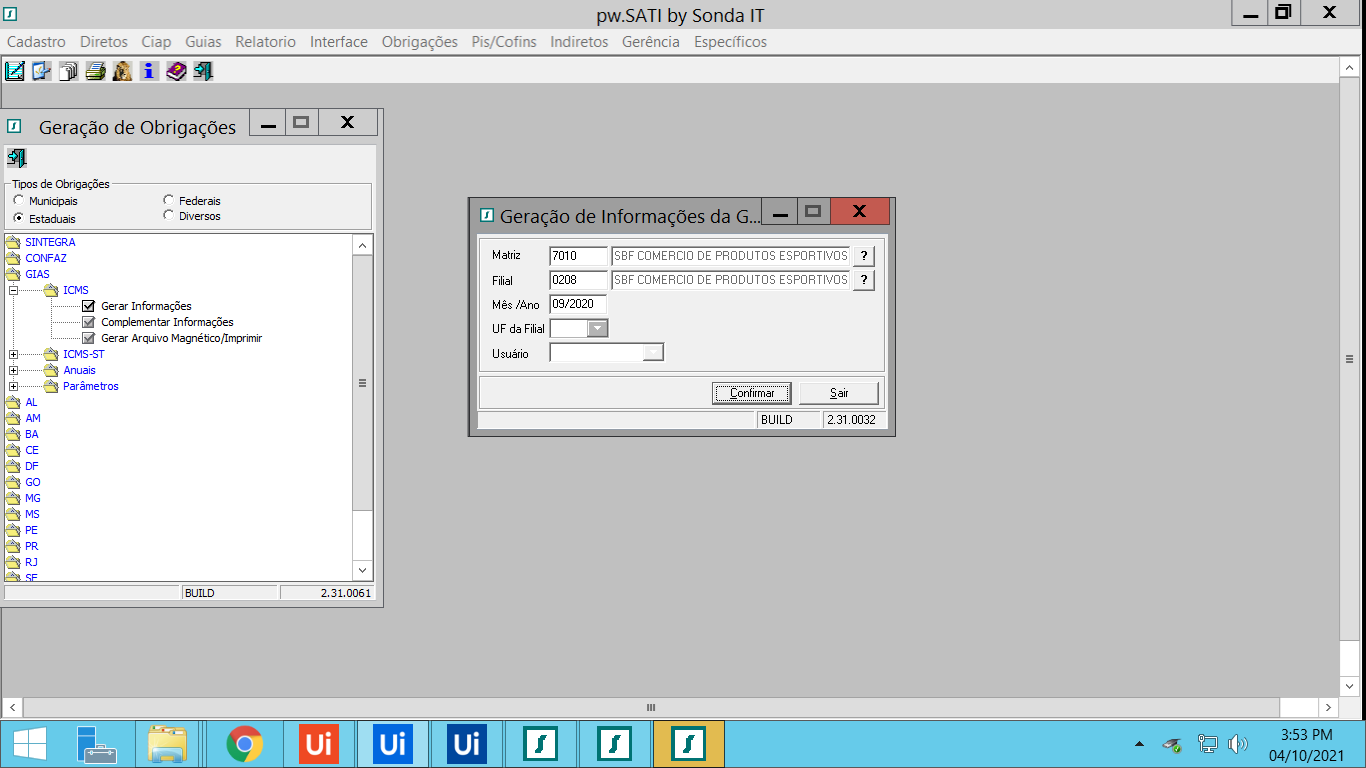 pw.SATI by Sonda IT
Cadastro Diretos Ciap Guias Relatorio Interface Obrigações Pis/Cofins Indiretos Gerência Específicos
Geração de Obrigações
Tipos de Obrigações
Municipais Federais
Estaduais Diversos
SINTEGRA
CONFAZ
GIAS
ICMS
Gerar Informações
Complementar Informações
Gerar Arquivo Magnético/Imprimir
ICMS-ST
Anuais
Parâmetros
AL
AM
BA
CE
DF
GO
MG
MS
PE
PR
RJ
BUILD 2.31.0061
Geração de Informações da G...
Matriz 7010 SBF COMERCIO DE PRODUTOS ESPORTIVOS ?
Filial 0208 SBF COMERCIO DE PRODUTOS ESPORTIVOS ?
Mês /Ano 09/2020
UF da Filial
Usuário
Confirmar Sair
BUILD 2.31.0032
Ui Ui Ui
3:53 PM
04/10/2021